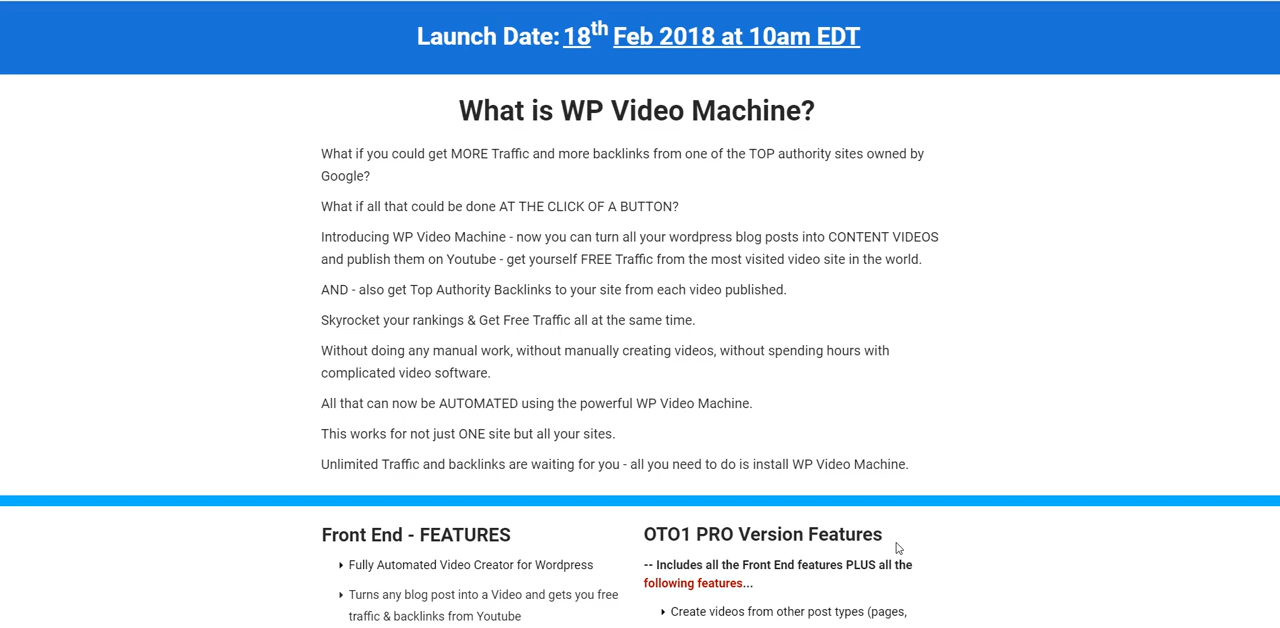 Launch Date: 18th Feb 2018 at 10am EDT
What is WP Video Machine?
What if you could get MORE Traffic and more backlinks from one of the TOP authority sites owned by
Google?
What if all that could be done AT THE CLICK OF A BUTTON?
Introducing WP Video Machine - now you can turn all your wordpress blog posts into CONTENT VIDEOS
and publish them on Youtube - get yourself FREE Traffic from the most visited video site in the world.
AND - also get Top Authority Backlinks to your site from each video published.
Skyrocket your rankings & Get Free Traffic all at the same time.
Without doing any manual work, without manually creating videos, without spending hours with
complicated video software.
All that can now be AUTOMATED using the powerful WP Video Machine.
This works for not just ONE site but all your sites.
Unlimited Traffic and backlinks are waiting for you - all you need to do is install WP Video Machine.
Front End - FEATURES
Fully Automated Video Creator for Wordpress
Turns any blog post into a Video and gets you free
traffic & backlinks from Youtube
OTO1 PRO Version Features
-- Includes all the Front End features PLUS all the
following features...
Create videos from other post types (pages,